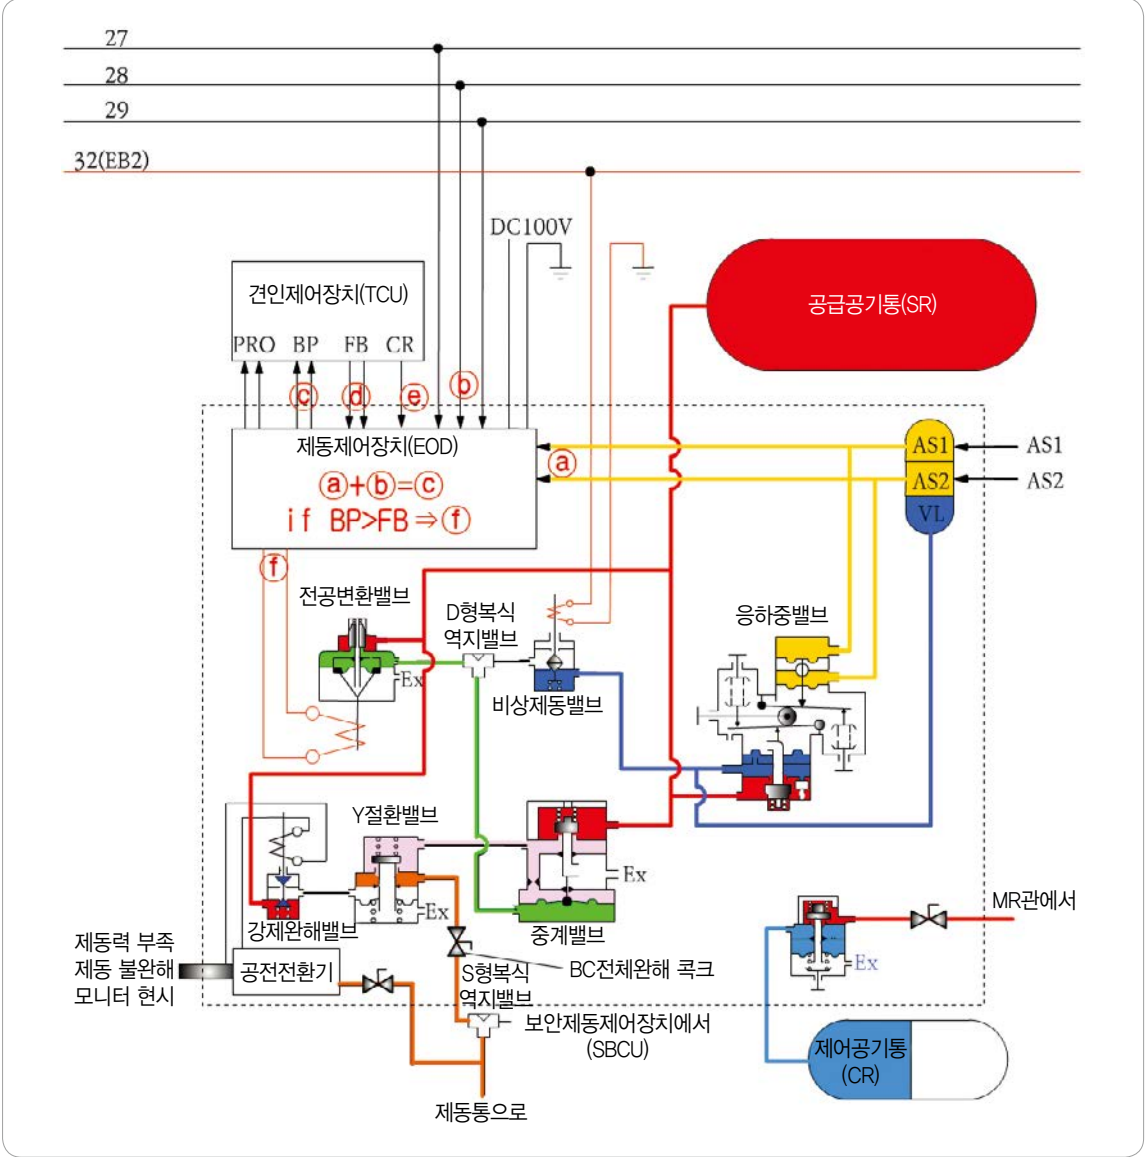 27
28
29
32(EB2)
DC100V
견인제어장치(TCU)
PRO BP FB CR
공급공기통(SR)
ⓒ ⓓ ⓔ ⓑ
제동제어장치(EOD)
ⓐ+ⓑ=ⓒ
if BP>FB⇒ⓕ
ⓐ
AS1 AS1
AS2 AS2
VL
ⓕ
전공변환밸브
D형복식
역지밸브
응하중밸브
Ex
비상제동밸브
Y절환밸브
Ex
Ex
MR관에서
강제완해밸브
중계밸브
제동력 부족
제동 불완해
모니터 현시
공전전환기
BC전체완해 콕크
Ex
S형복식
역지밸브
보안제동제어장치에서
(SBCU)
제어공기통
(CR)
제동통으로